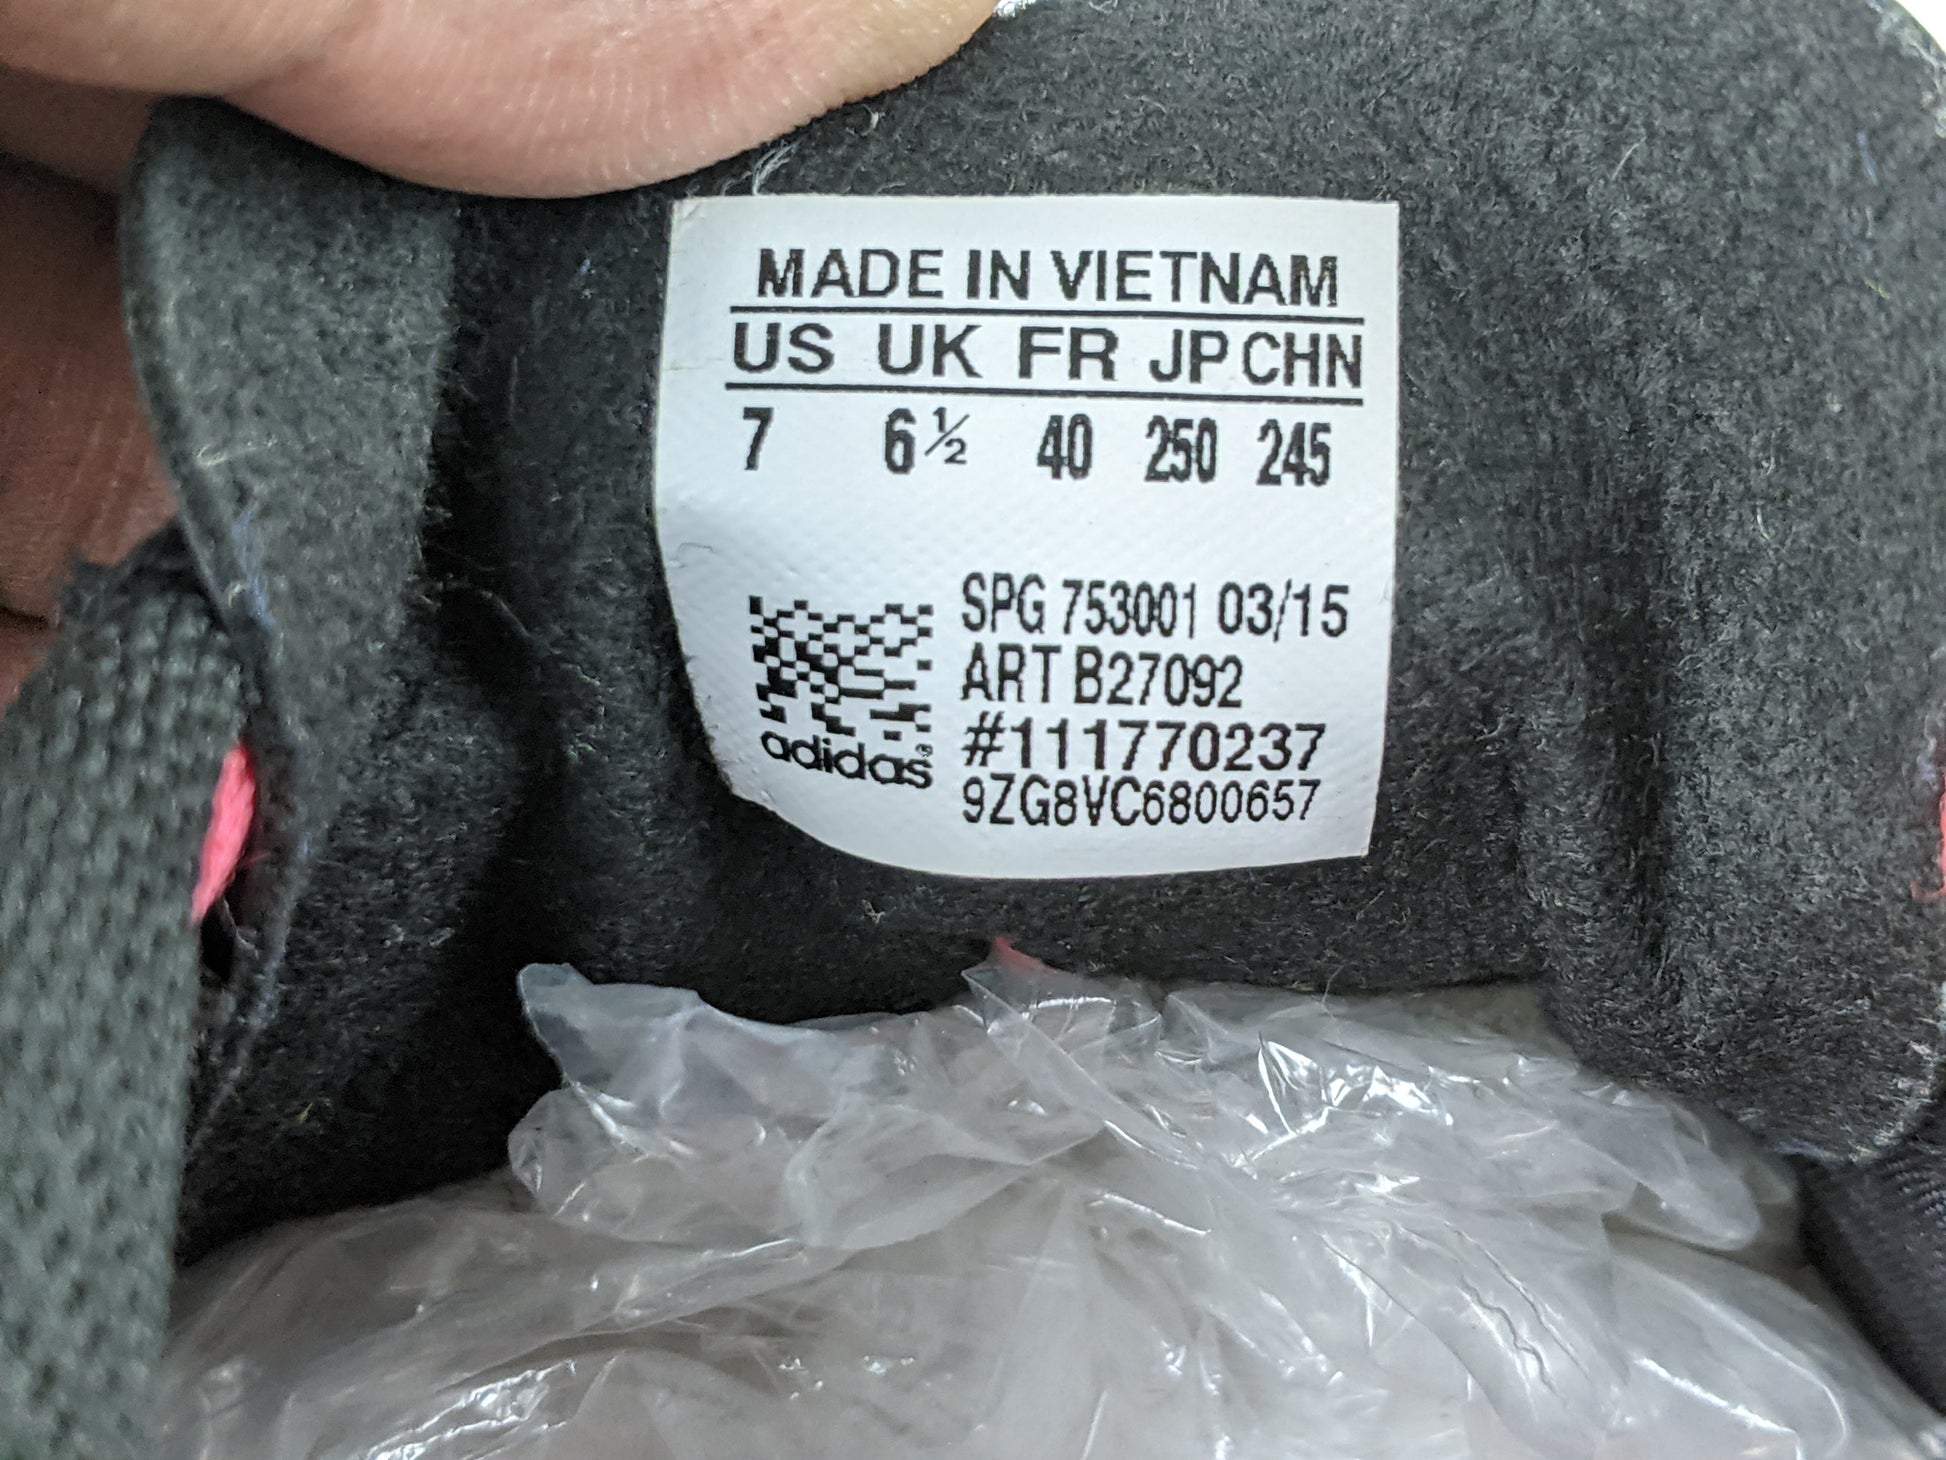 MADE IN VIETNAM
US UK FR JP CHN
7 6½ 40 250 245
SPG 753001 03/15
ART B27092
#111770237
9ZG8VC6800657
adidas®